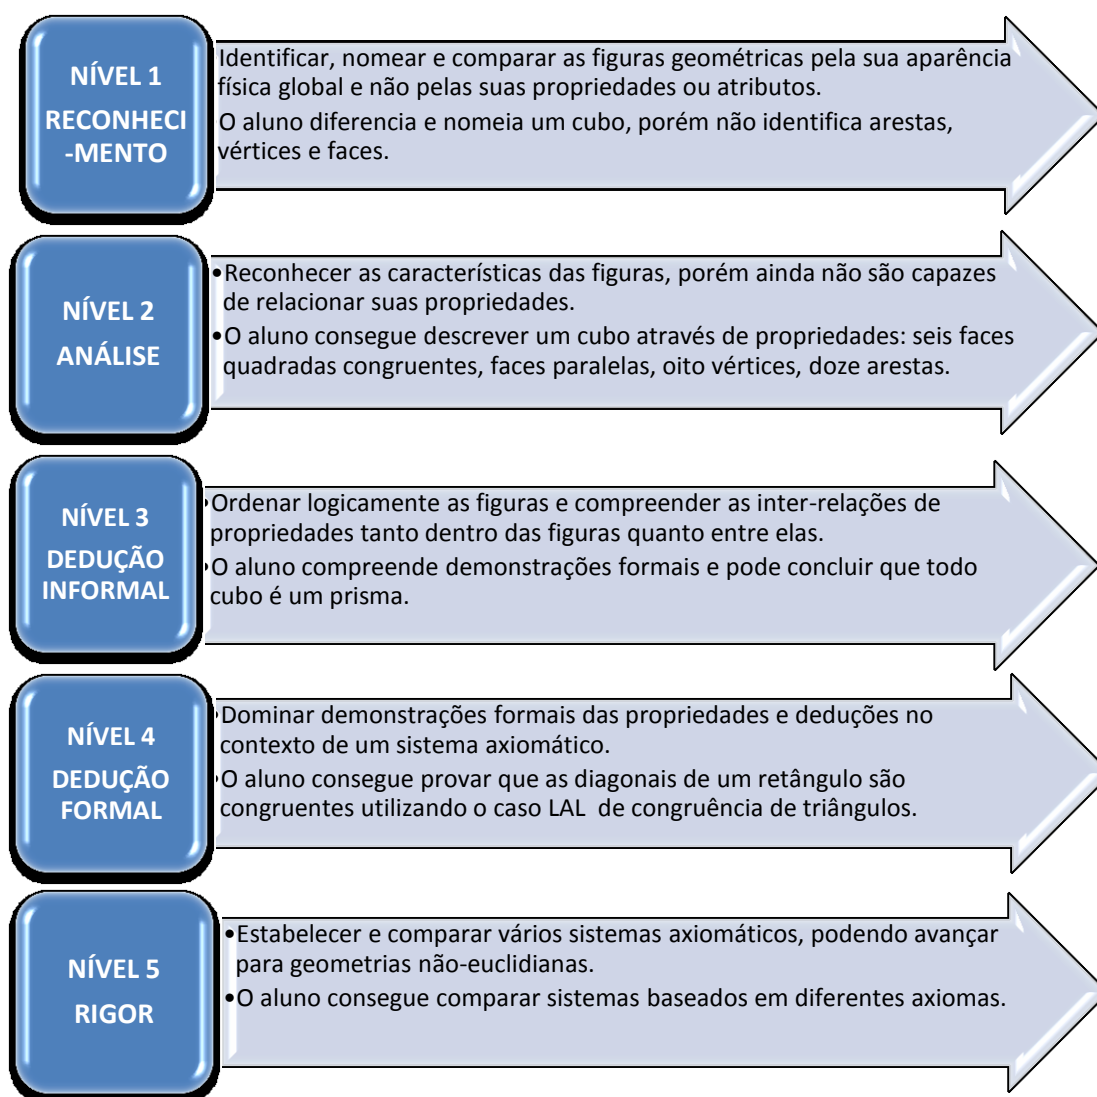 NÍVEL 1
RECONHECI
-MENTO
Identificar, nomear e comparar as figuras geométricas pela sua aparência
física global e não pelas suas propriedades ou atributos.
O aluno diferencia e nomeia um cubo, porém não identifica arestas,
vértices e faces.
NÍVEL 2
ANÁLISE
•Reconhecer as características das figuras, porém ainda não são capazes
de relacionar suas propriedades.
•O aluno consegue descrever um cubo através de propriedades: seis faces
quadradas congruentes, faces paralelas, oito vértices, doze arestas.
NÍVEL 3
DEDUÇÃO
INFORMAL
•Ordenar logicamente as figuras e compreender as inter-relações de
propriedades tanto dentro das figuras quanto entre elas.
•O aluno compreende demonstrações formais e pode concluir que todo
cubo é um prisma.
NÍVEL 4
DEDUÇÃO
FORMAL
•Dominar demonstrações formais das propriedades e deduções no
contexto de um sistema axiomático.
•O aluno consegue provar que as diagonais de um retângulo são
congruentes utilizando o caso LAL de congruência de triângulos.
NÍVEL 5
RIGOR
•Estabelecer e comparar vários sistemas axiomáticos, podendo avançar
para geometrias não-euclidianas.
•O aluno consegue comparar sistemas baseados em diferentes axiomas.